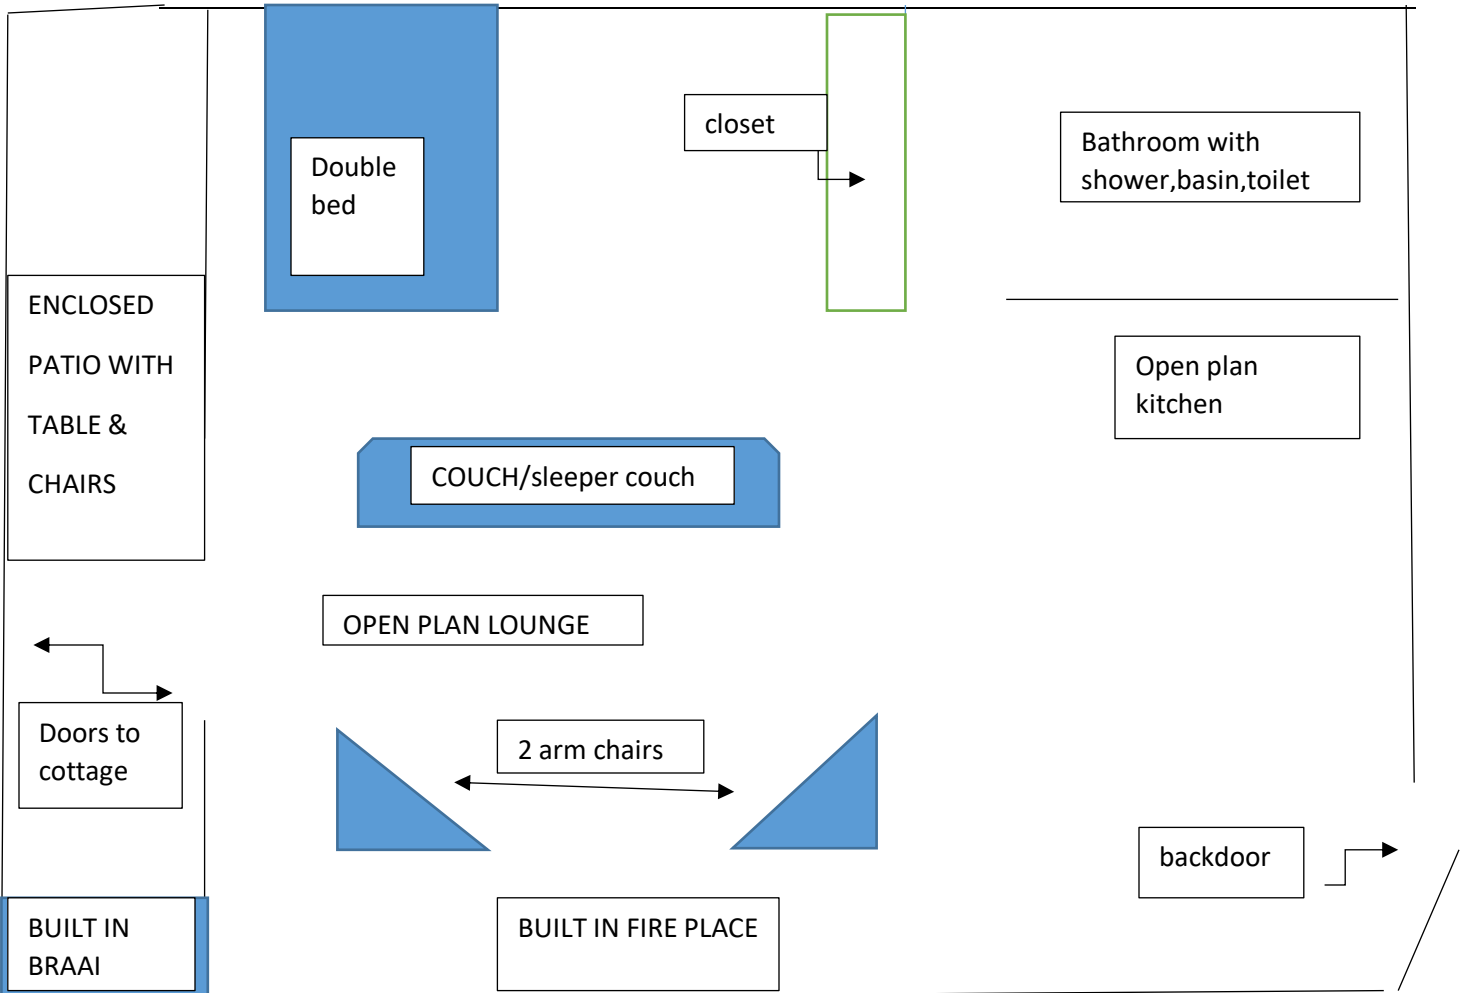 closet
Bathroom with
shower,basin,toilet
Double
bed
ENCLOSED
PATIO WITH
TABLE &
CHAIRS
Open plan
kitchen
COUCH/sleeper couch
OPEN PLAN LOUNGE
Doors to
cottage
2 arm chairs
backdoor
BUILT IN
BRAAI
BUILT IN FIRE PLACE